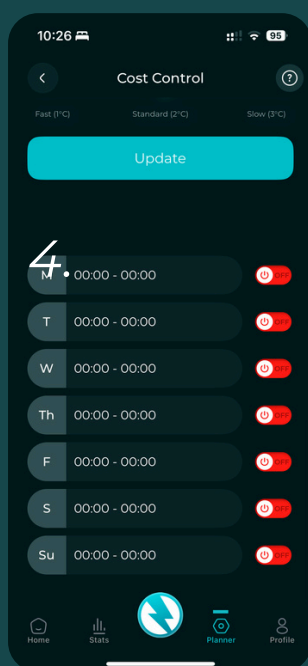 10:26 95
Cost Control ?
Fast (1°C) Standard (2°C) Slow (3°C)
Update
4.
M 00:00 - 00:00 OFF
T 00:00 - 00:00 OFF
W 00:00 - 00:00 OFF
Th 00:00 - 00:00 OFF
F 00:00 - 00:00 OFF
S 00:00 - 00:00 OFF
Su 00:00 - 00:00 OFF
Home Stats Planner Profile